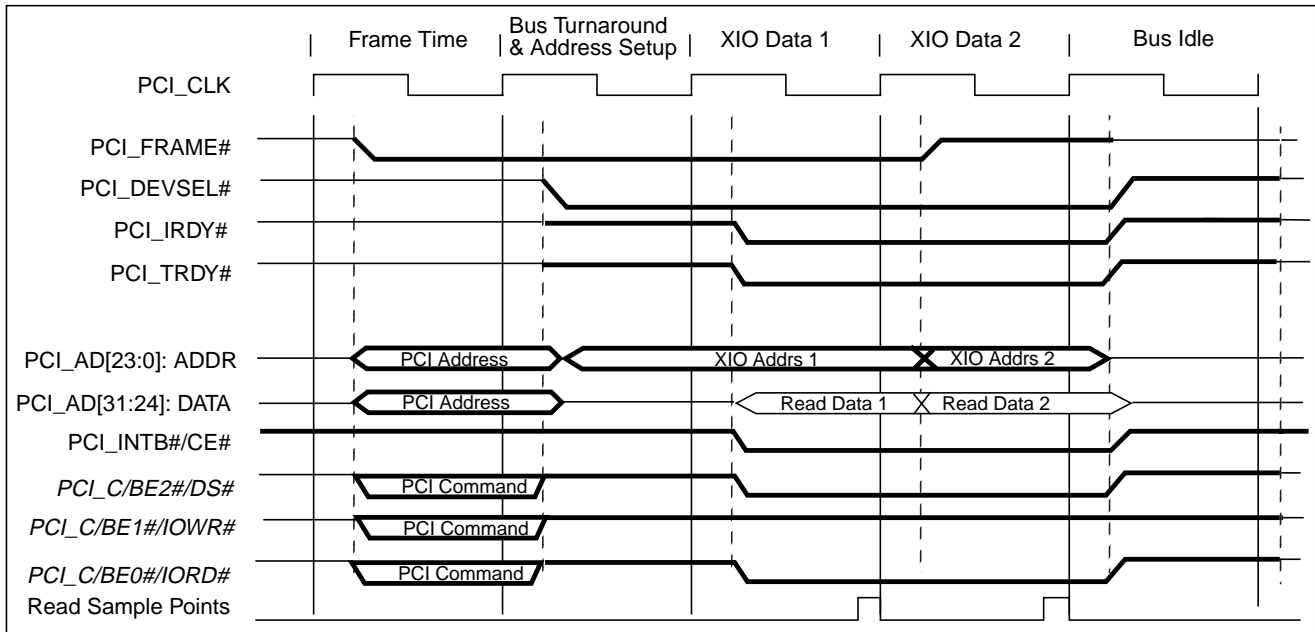 Frame Time
Bus Turnaround
& Address Setup
XIO Data 1
XIO Data 2
Bus Idle
PCI_CLK
PCI_FRAME#
PCI_DEVSEL#
PCI_IRDY#
PCI_TRDY#
PCI_AD[23:0]: ADDR
PCI Address
XIO Addrs 1
XIO Addrs 2
PCI_AD[31:24]: DATA
PCI Address
Read Data 1
Read Data 2
PCI_INTB#/CE#
PCI_C/BE2#/DS#
PCI Command
PCI_C/BE1#/IOWR#
PCI Command
PCI_C/BE0#/IORD#
PCI Command
Read Sample Points